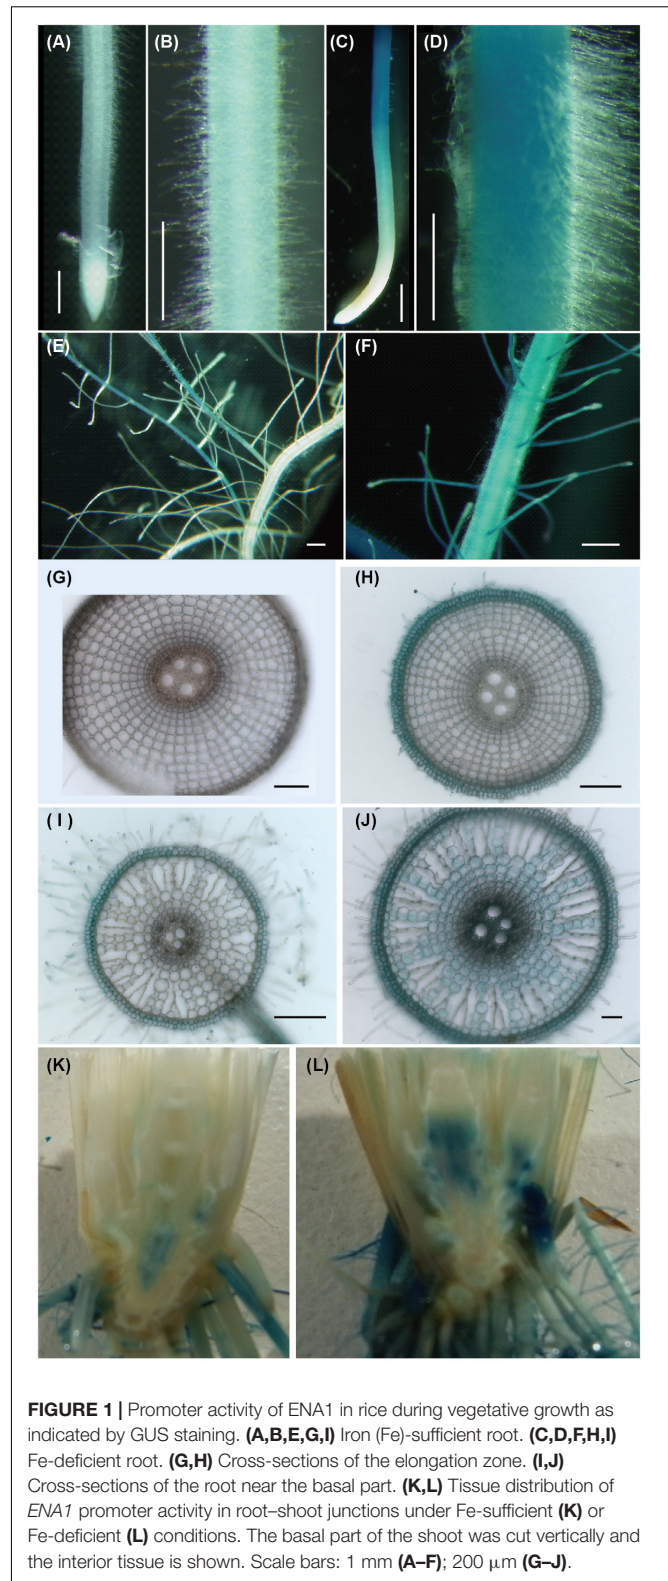 (A)
(B)
(C)
(D)
(E)
(F)
(G)
(H)
( I )
(J)
(K)
(L)
FIGURE 1 | Promoter activity of ENA1 in rice during vegetative growth as
indicated by GUS staining. (A,B,E,G,I) Iron (Fe)-sufficient root. (C,D,F,H,I)
Fe-deficient root. (G,H) Cross-sections of the elongation zone. (I,J)
Cross-sections of the root near the basal part. (K,L) Tissue distribution of
ENA1 promoter activity in root–shoot junctions under Fe-sufficient (K) or
Fe-deficient (L) conditions. The basal part of the shoot was cut vertically and
the interior tissue is shown. Scale bars: 1 mm (A–F); 200 μm (G–J).